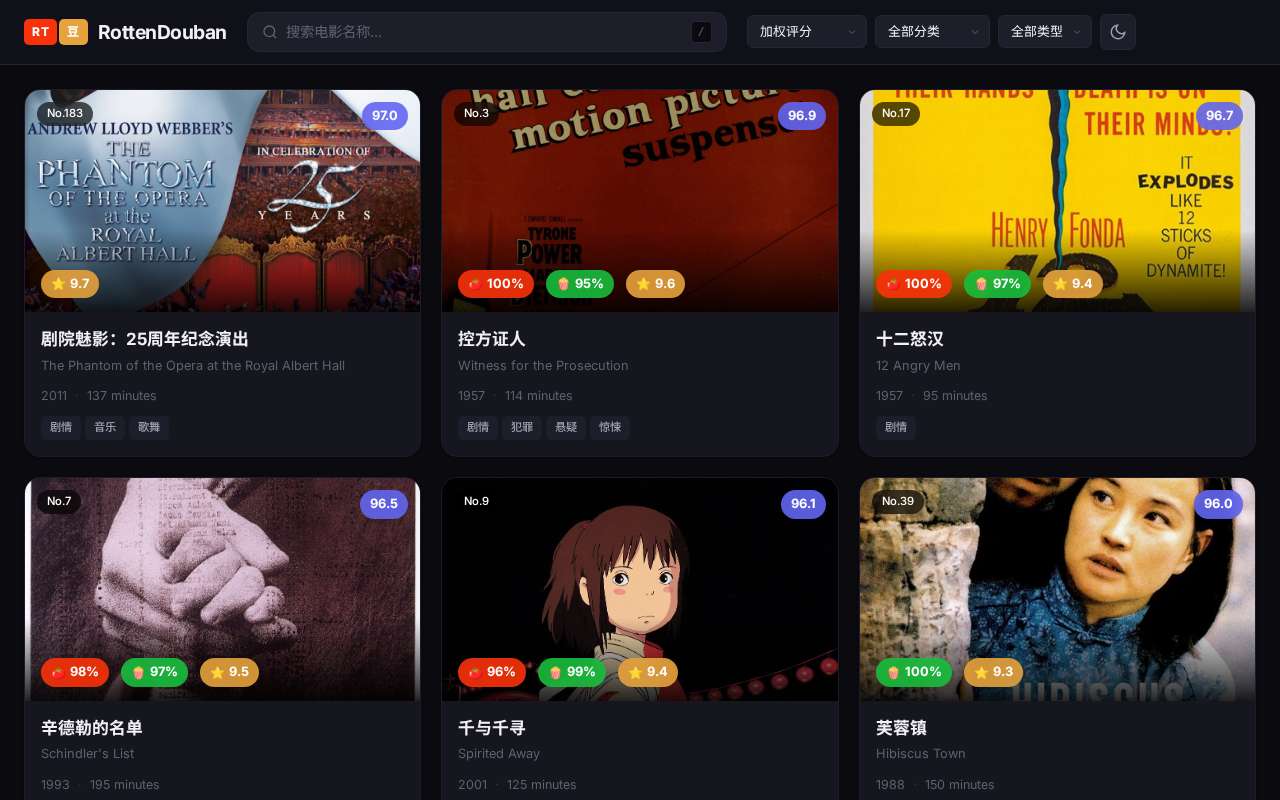 RT 豆 RottenDouban
搜索电影名称...
/
加权评分
全部分类
全部类型
No.183
97.0
ANDREW LLOYD WEBBER'S
THE
PHANTOM
OF THE OPERA
at the
ROYAL
ALBERT HALL
IN CELEBRATION OF
25
YEARS
9.7
剧院魅影：25周年纪念演出
The Phantom of the Opera at the Royal Albert Hall
2011 · 137 minutes
剧情 音乐 歌舞
No.3
96.9
motion picture
suspense
TYRONE
POWER
100% 95% 9.6
控方证人
Witness for the Prosecution
1957 · 114 minutes
剧情 犯罪 悬疑 惊悚
No.17
96.7
THEIR HANDS
DEATH IS ON
THEIR MINDS!
IT
EXPLODES
LIKE
12
STICKS
OF
DYNAMITE!
HENRY FONDA
12
100% 97% 9.4
十二怒汉
12 Angry Men
1957 · 95 minutes
剧情
No.7
96.5
98% 97% 9.5
辛德勒的名单
Schindler's List
1993 · 195 minutes
No.9
96.1
96% 99% 9.4
千与千寻
Spirited Away
2001 · 125 minutes
No.39
96.0
HIBISCUS
100% 9.3
芙蓉镇
Hibiscus Town
1988 · 150 minutes